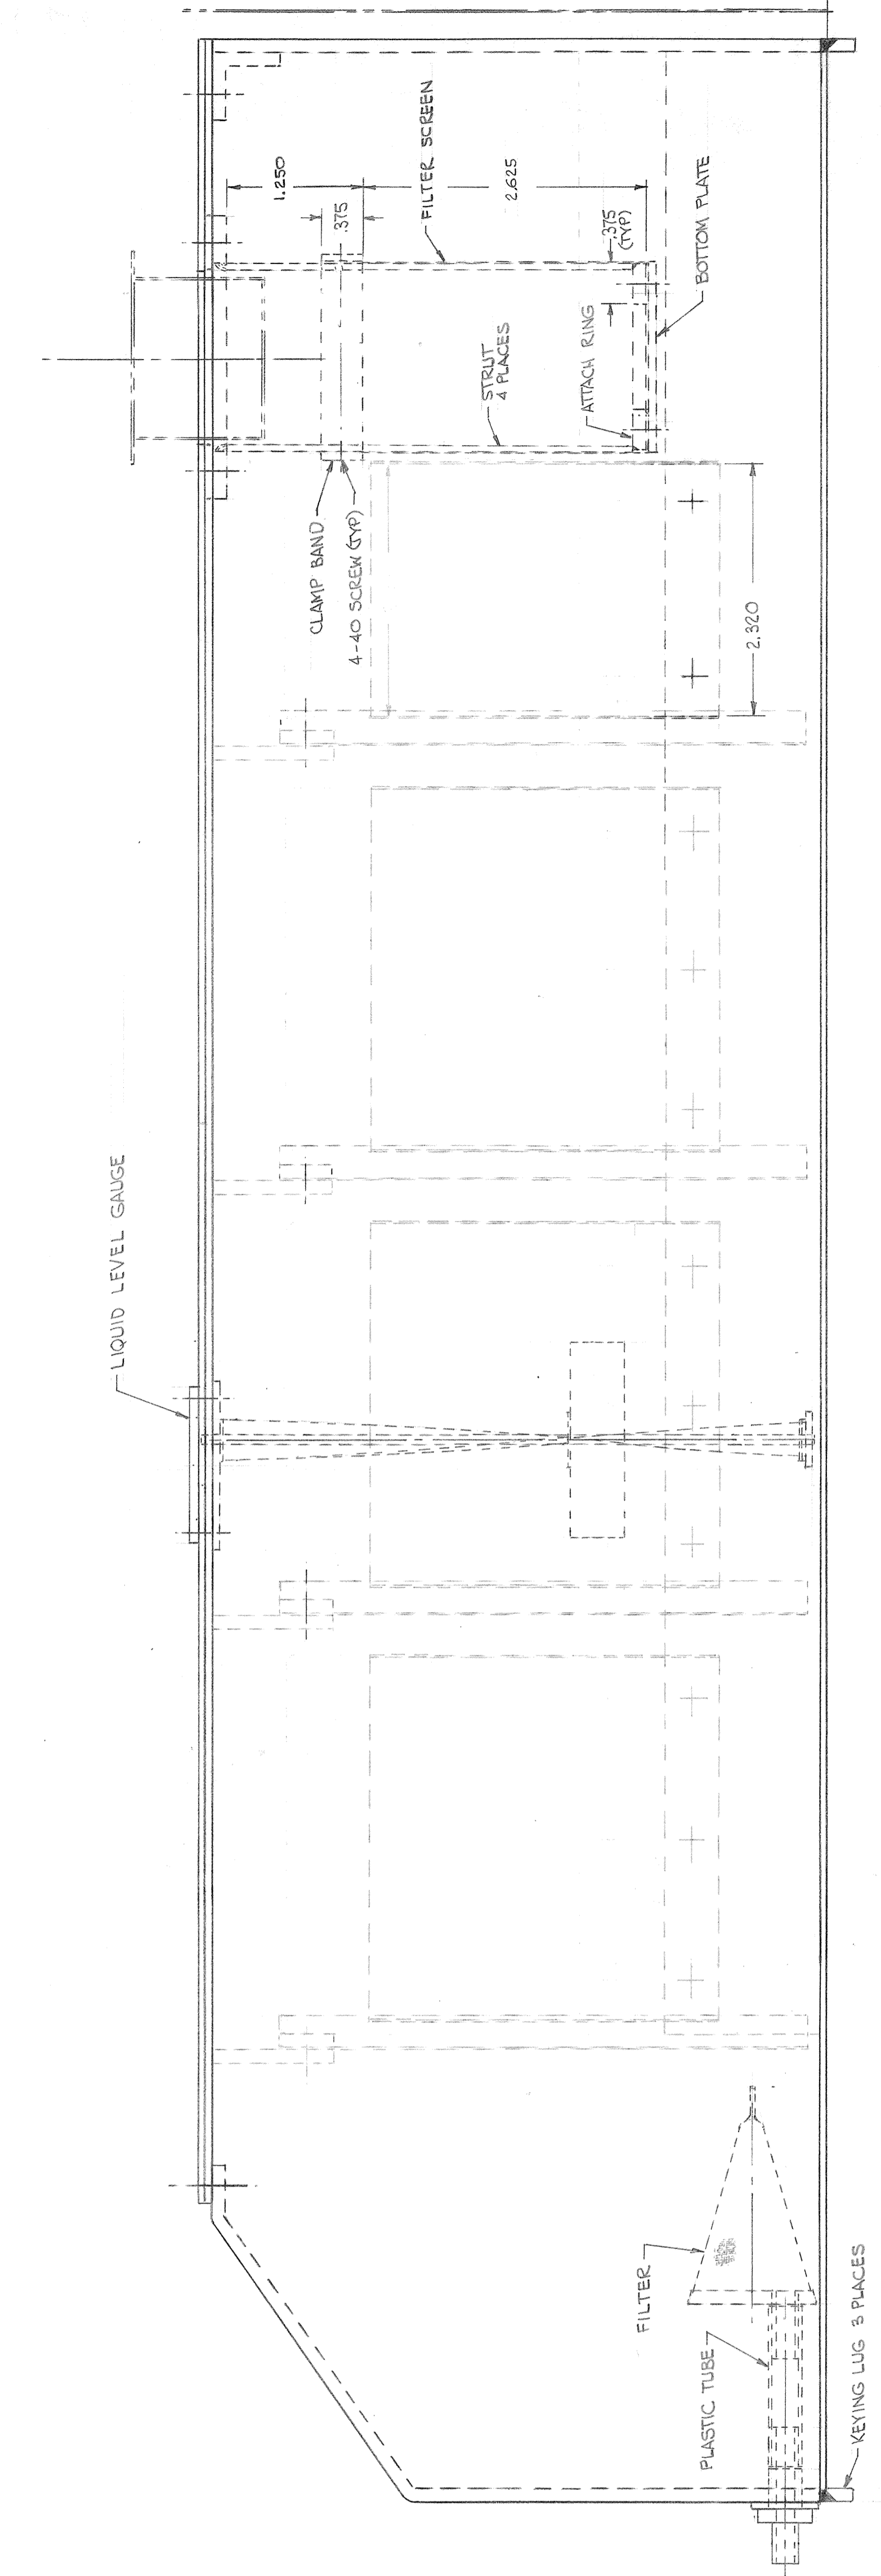 1.250
.375
FILTER SCREEN
2.625
.375
(TYP)
BOTTOM PLATE
STRUT
4 PLACES
ATTACH RING
CLAMP BAND
4-40 SCREW (TYP)
2.320
LIQUID LEVEL GAUGE
FILTER
PLASTIC TUBE
KEYING LUG 3 PLACES